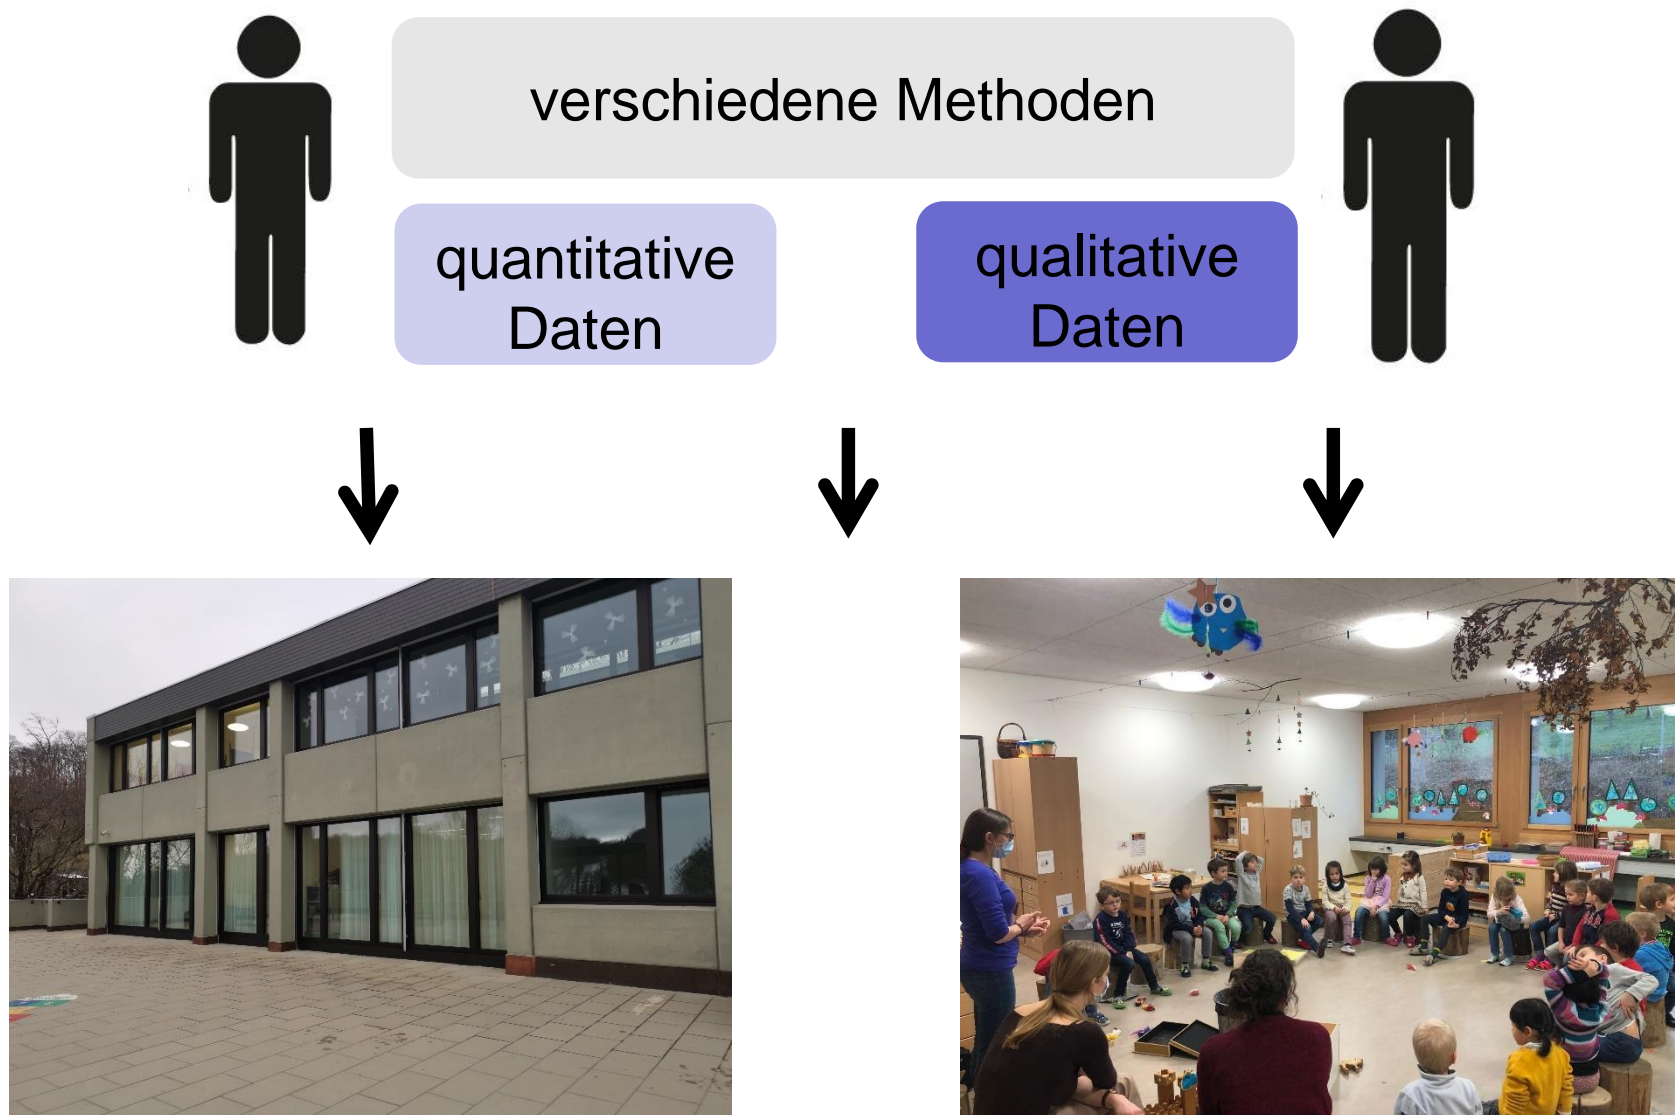 verschiedene Methoden
quantitative
Daten
qualitative
Daten